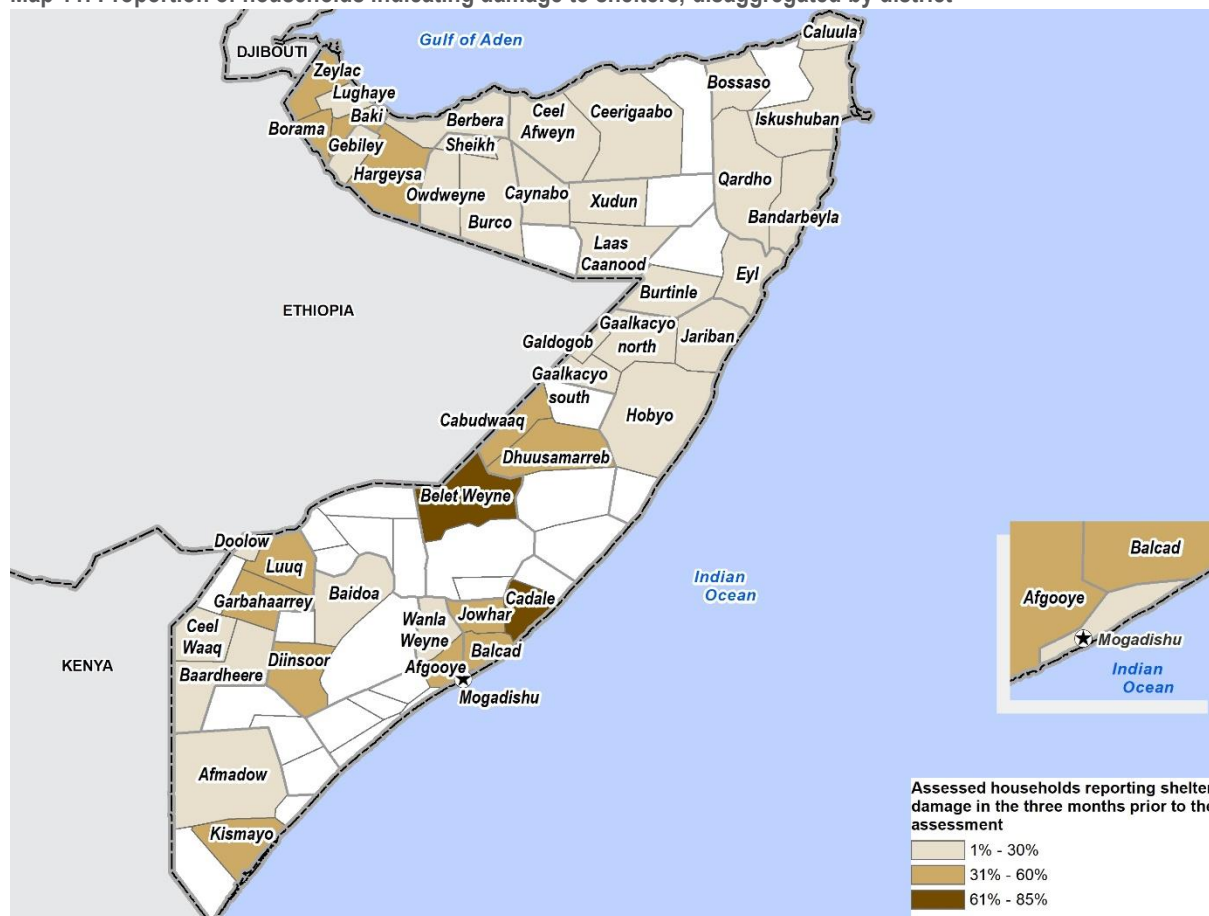 Map 11: Proportion of households indicating damage to shelters, disaggregated by district
DJIBOUTI
Gulf of Aden
Caluula
Zeylac
Lughaye
Baki
Borama
Gebiley
Hargeysa
Berbera
Sheikh
Ceel
Afweyn
Ceerigaabo
Bossaso
Iskushuban
Owdweyne
Burco
Caynabo
Xudun
Qardho
Bandarbeyla
Laas
Caanood
Eyl
ETHIOPIA
Burtinle
Galdogob
Gaalkacyo
north
Jariban
Gaalkacyo
south
Hobyo
Cabudwaaq
Dhuusamarreb
Belet Weyne
Doolow
Luuq
Garbahaarrey
Baidoa
Ceel
Waaq
Wanla
Weyne
Jowhar
Cadale
KENYA
Baardheere
Diinsoor
Afgooye
Balcad
Mogadishu
Indian
Ocean
Afmadow
Kismayo
Balcad
Afgooye
Mogadishu
Indian
Ocean
Assessed households reporting shelter
damage in the three months prior to the
assessment
1% - 30%
31% - 60%
61% - 85%